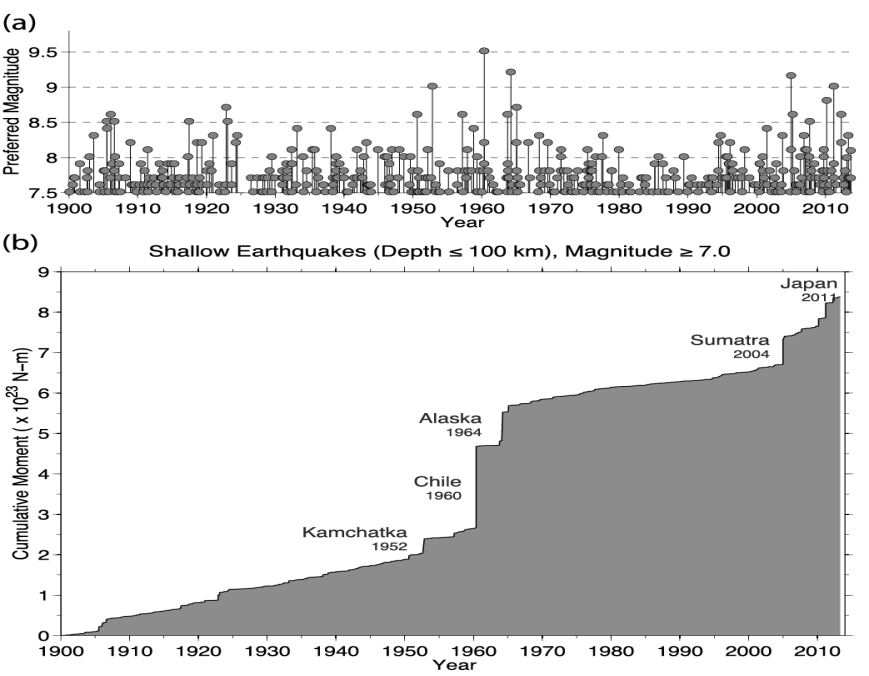 (a)
Preferred Magnitude
9.5
9
8.5
8
7.5
1900 1910 1920 1930 1940 1950 1960 1970 1980 1990 2000 2010
Year
(b)
Shallow Earthquakes (Depth ≤ 100 km), Magnitude ≥ 7.0
Cumulative Moment ( x 10²³ N−m)
9
8
7
6
5
4
3
2
1
0
Japan
2011
Sumatra
2004
Alaska
1964
Chile
1960
Kamchatka
1952
1900 1910 1920 1930 1940 1950 1960 1970 1980 1990 2000 2010
Year